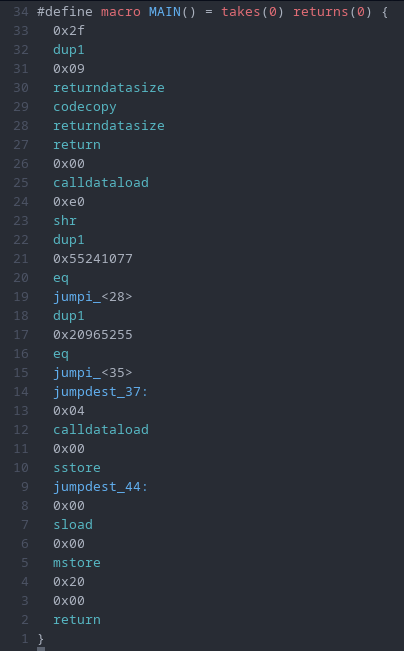 34 #define macro MAIN() = takes(0) returns(0) {
33 0x2f
32 dup1
31 0x09
30 returndatasize
29 codecopy
28 returndatasize
27 return
26 0x00
25 calldataload
24 0xe0
23 shr
22 dup1
21 0x55241077
20 eq
19 jumpi_<28>
18 dup1
17 0x20965255
16 eq
15 jumpi_<35>
14 jumpdest_37:
13 0x04
12 calldataload
11 0x00
10 sstore
9 jumpdest_44:
8 0x00
7 sload
6 0x00
5 mstore
4 0x20
3 0x00
2 return
1 }